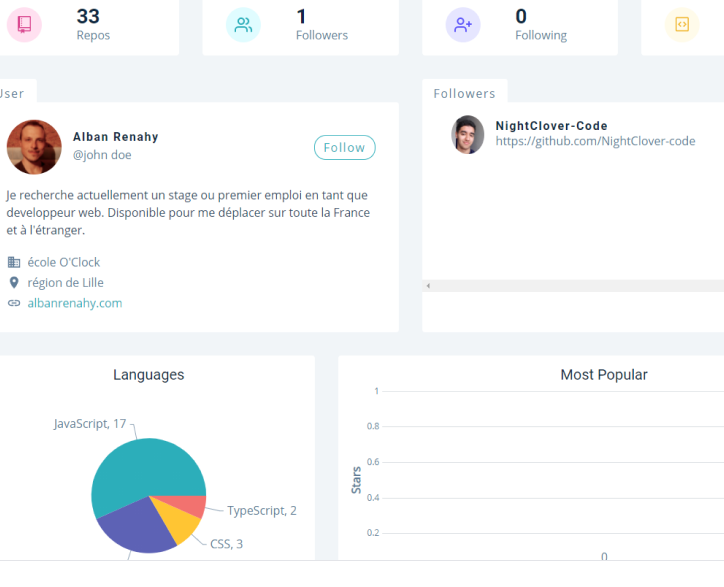 33
Repos
1
Followers
0
Following
User
Followers
Alban Renahy
@john doe
Follow
Je recherche actuellement un stage ou premier emploi en tant que
developpeur web. Disponible pour me déplacer sur toute la France
et à l'étranger.
école O'Clock
région de Lille
albanrenahy.com
NightClover-Code
https://github.com/NightClover-code
Languages
JavaScript, 17
TypeScript, 2
CSS, 3
Most Popular
Stars
1
0.8
0.6
0.4
0.2
0